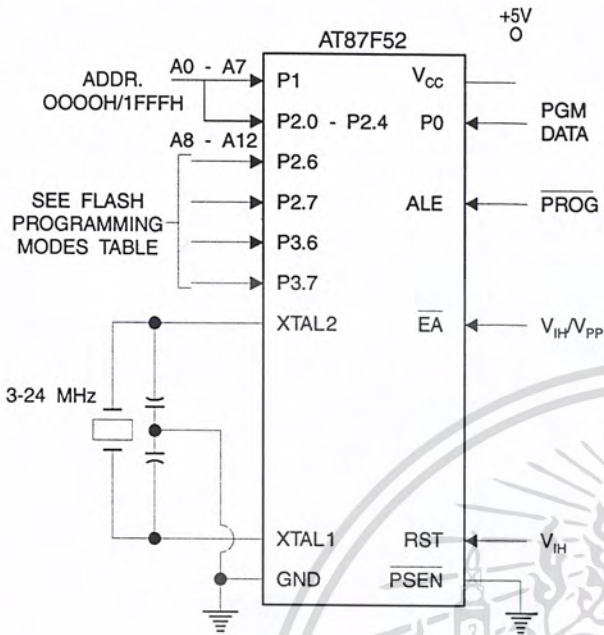 +5V
AT87F52
A0 - A7
ADDR.
OOOOH/1FFFH
P1
VCC
P2.0 - P2.4
P0
PGM
DATA
A8 - A12
P2.6
SEE FLASH
PROGRAMMING
MODES TABLE
P2.7
ALE
PROG
P3.6
P3.7
XTAL2
EA
VIH/VPP
3-24 MHz
XTAL1
RST
VIH
GND
PSEN